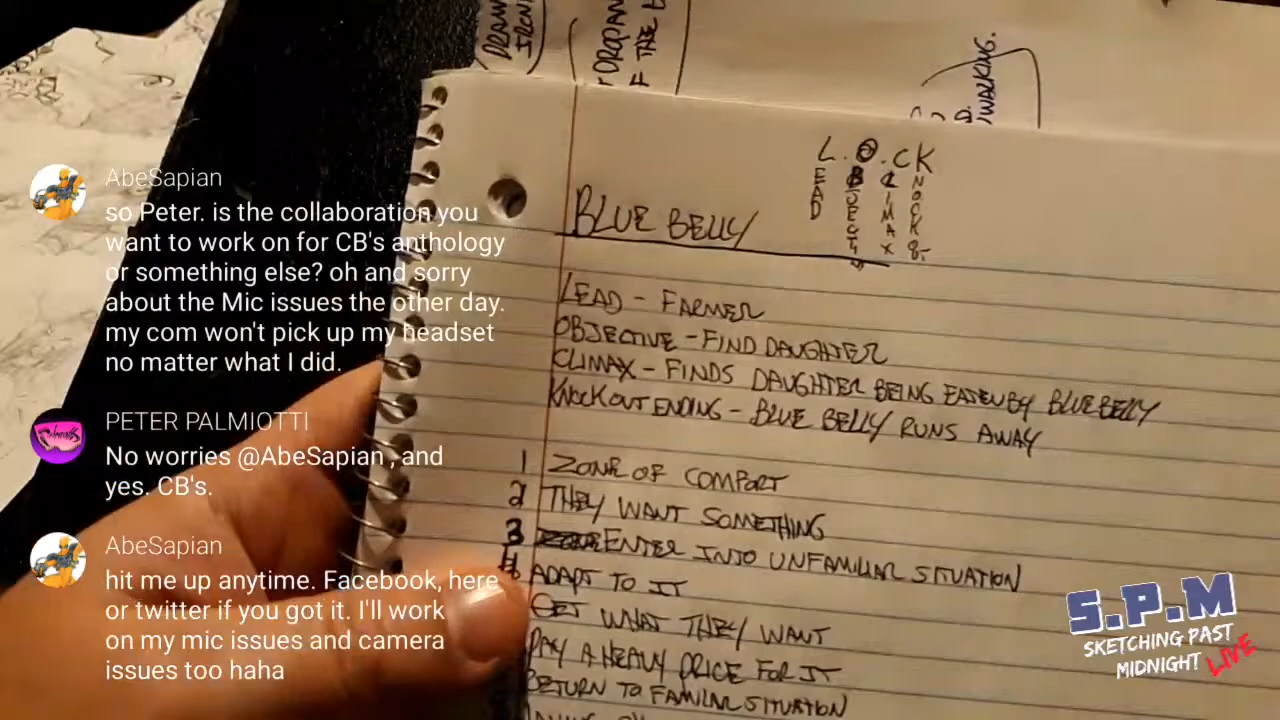 AbeSapian
so Peter. is the collaboration you
want to work on for CB's anthology
or something else? oh and sorry
about the Mic issues the other day.
my com won't pick up my headset
no matter what I did.
PETER PALMIOTTI
No worries @AbeSapian , and
yes. CB's.
AbeSapian
hit me up anytime. Facebook, here
or twitter if you got it. I'll work
on my mic issues and camera
issues too haha
DRAW
F THE
D.
WALKING.
L.O.CK
LEAD
OBJECTIVE
CLIMAX
KNOCK
BLUE BELLY
LEAD - FARMER
OBJECTIVE - FIND DAUGHTER
CLIMAX - FINDS DAUGHTER BEING EATEN BY BLUE BELLY
KNOCKOUT ENDING - BLUE BELLY RUNS AWAY
1 ZONE OF COMFORT
2 THEY WANT SOMETHING
3 ENTER INTO UNFAMILIAR SITUATION
4 ADAPT TO IT
GET WHAT THEY WANT
PAY A HEAVY PRICE FOR IT
RETURN TO FAMILIAR SITUATION
S.P.M
SKETCHING PAST
MIDNIGHT LIVE